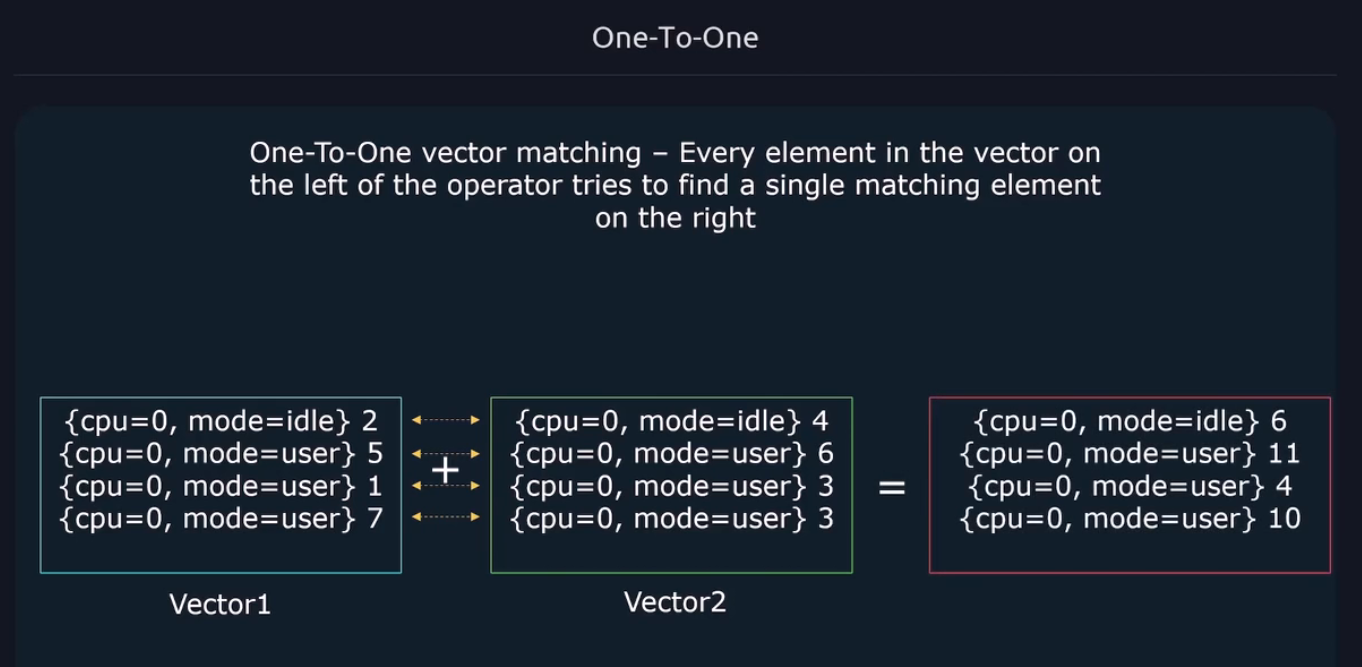 One-To-One
One-To-One vector matching – Every element in the vector on
the left of the operator tries to find a single matching element
on the right
{cpu=0, mode=idle} 2
{cpu=0, mode=user} 5
{cpu=0, mode=user} 1
{cpu=0, mode=user} 7
Vector1
+
{cpu=0, mode=idle} 4
{cpu=0, mode=user} 6
{cpu=0, mode=user} 3
{cpu=0, mode=user} 3
Vector2
=
{cpu=0, mode=idle} 6
{cpu=0, mode=user} 11
{cpu=0, mode=user} 4
{cpu=0, mode=user} 10